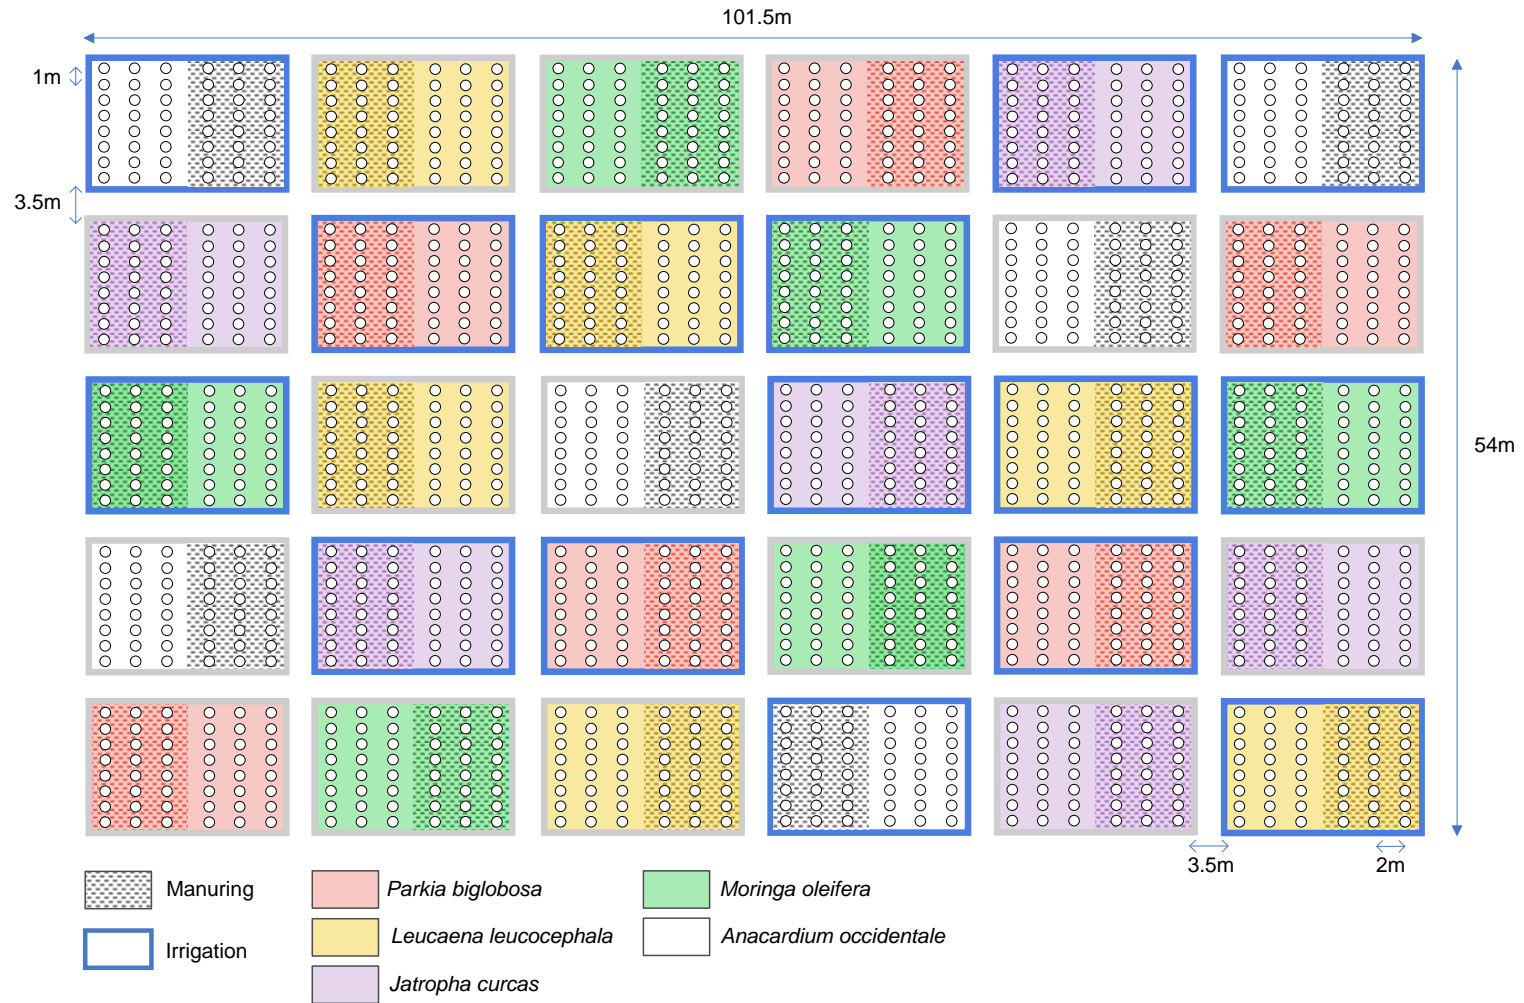 101.5m
1m
3.5m
54m
3.5m
2m
Manuring
Parkia biglobosa
Moringa oleifera
Irrigation
Leucaena leucocephala
Anacardium occidentale
Jatropha curcas